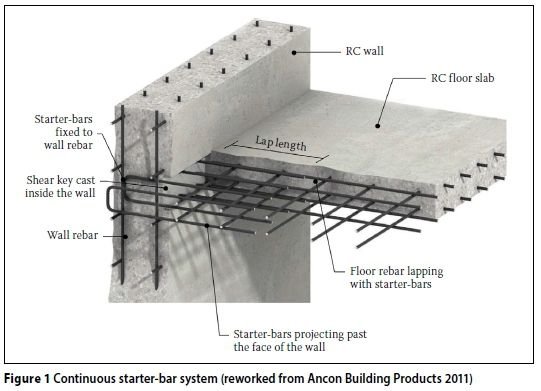 RC wall
RC floor slab
Starter-bars
fixed to
wall rebar
Lap length
Shear key cast
inside the wall
Wall rebar
Floor rebar lapping
with starter-bars
Starter-bars projecting past
the face of the wall
Figure 1 Continuous starter-bar system (reworked from Ancon Building Products 2011)